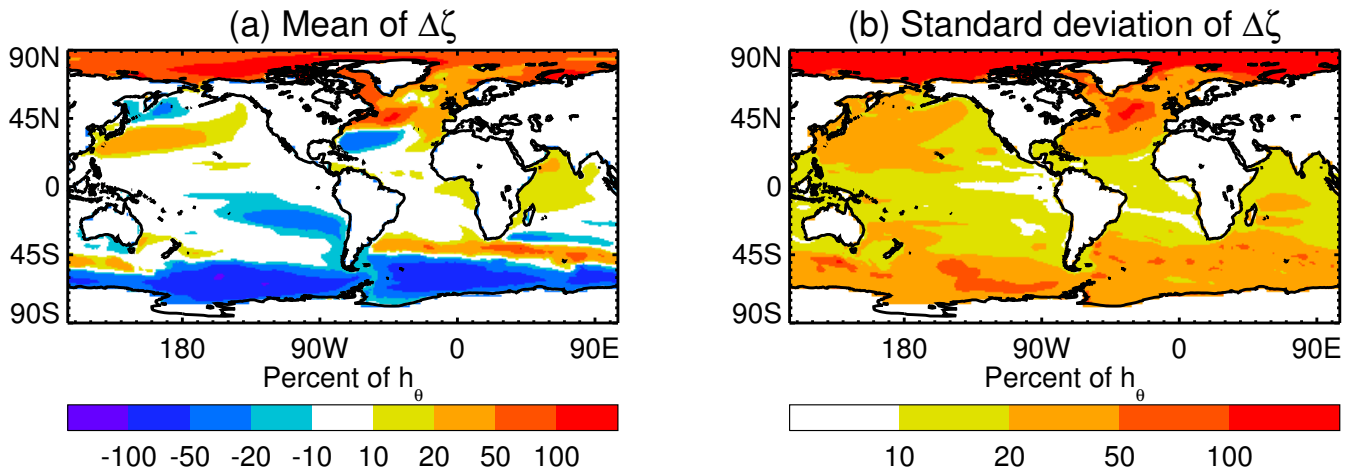 (a) Mean of Δζ
90N
45N
0
45S
90S
180 90W 0 90E
Percent of hθ
-100 -50 -20 -10 10 20 50 100
(b) Standard deviation of Δζ
90N
45N
0
45S
90S
180 90W 0 90E
Percent of hθ
10 20 50 100